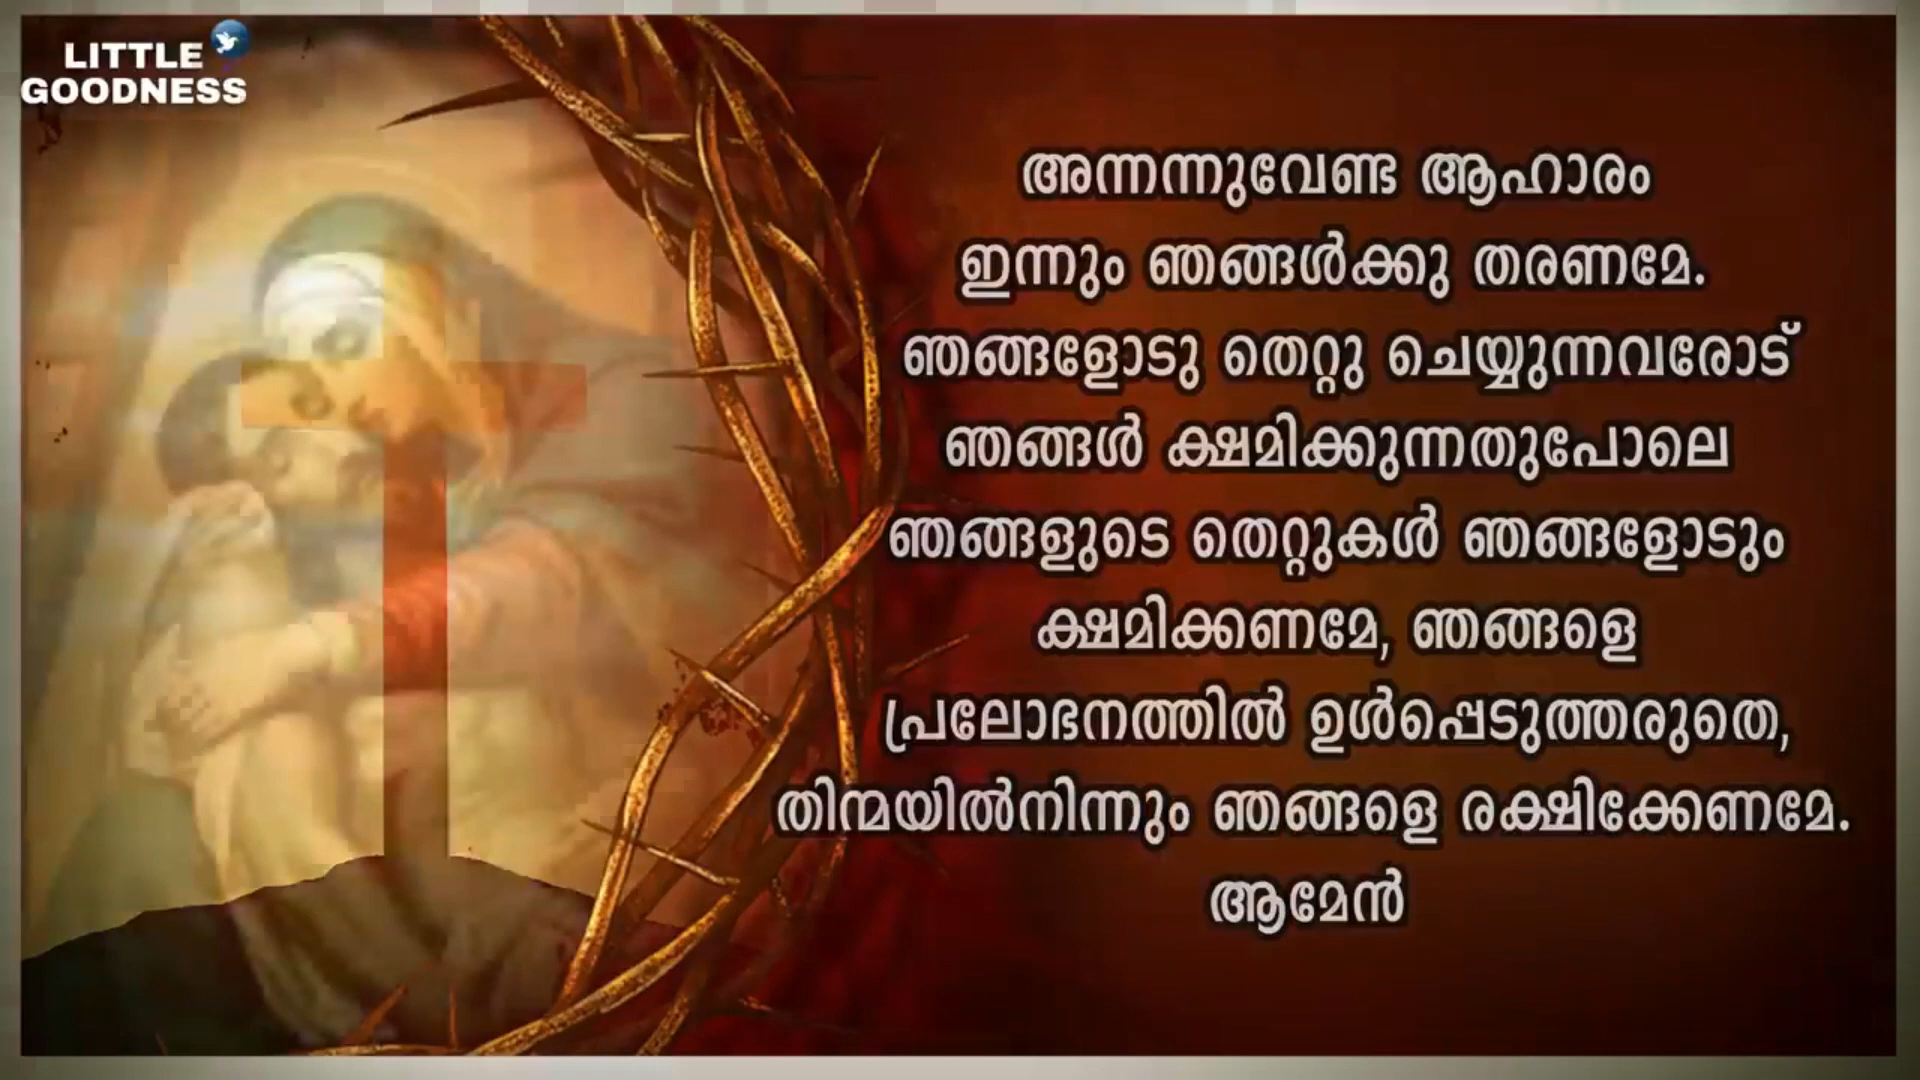 LITTLE
GOODNESS
അന്നന്നുവേണ്ട ആഹാരം
ഇന്നും ഞങ്ങൾക്കു തരണമേ.
ഞങ്ങളോടു തെറ്റു ചെയ്യുന്നവരോട്
ഞങ്ങൾ ക്ഷമിക്കുന്നതുപോലെ
ഞങ്ങളുടെ തെറ്റുകൾ ഞങ്ങളോടും
ക്ഷമിക്കണമേ, ഞങ്ങളെ
പ്രലോഭനത്തിൽ ഉൾപ്പെടുത്തരുതെ,
തിന്മയിൽനിന്നും ഞങ്ങളെ രക്ഷിക്കേണമേ.
ആമേൻ